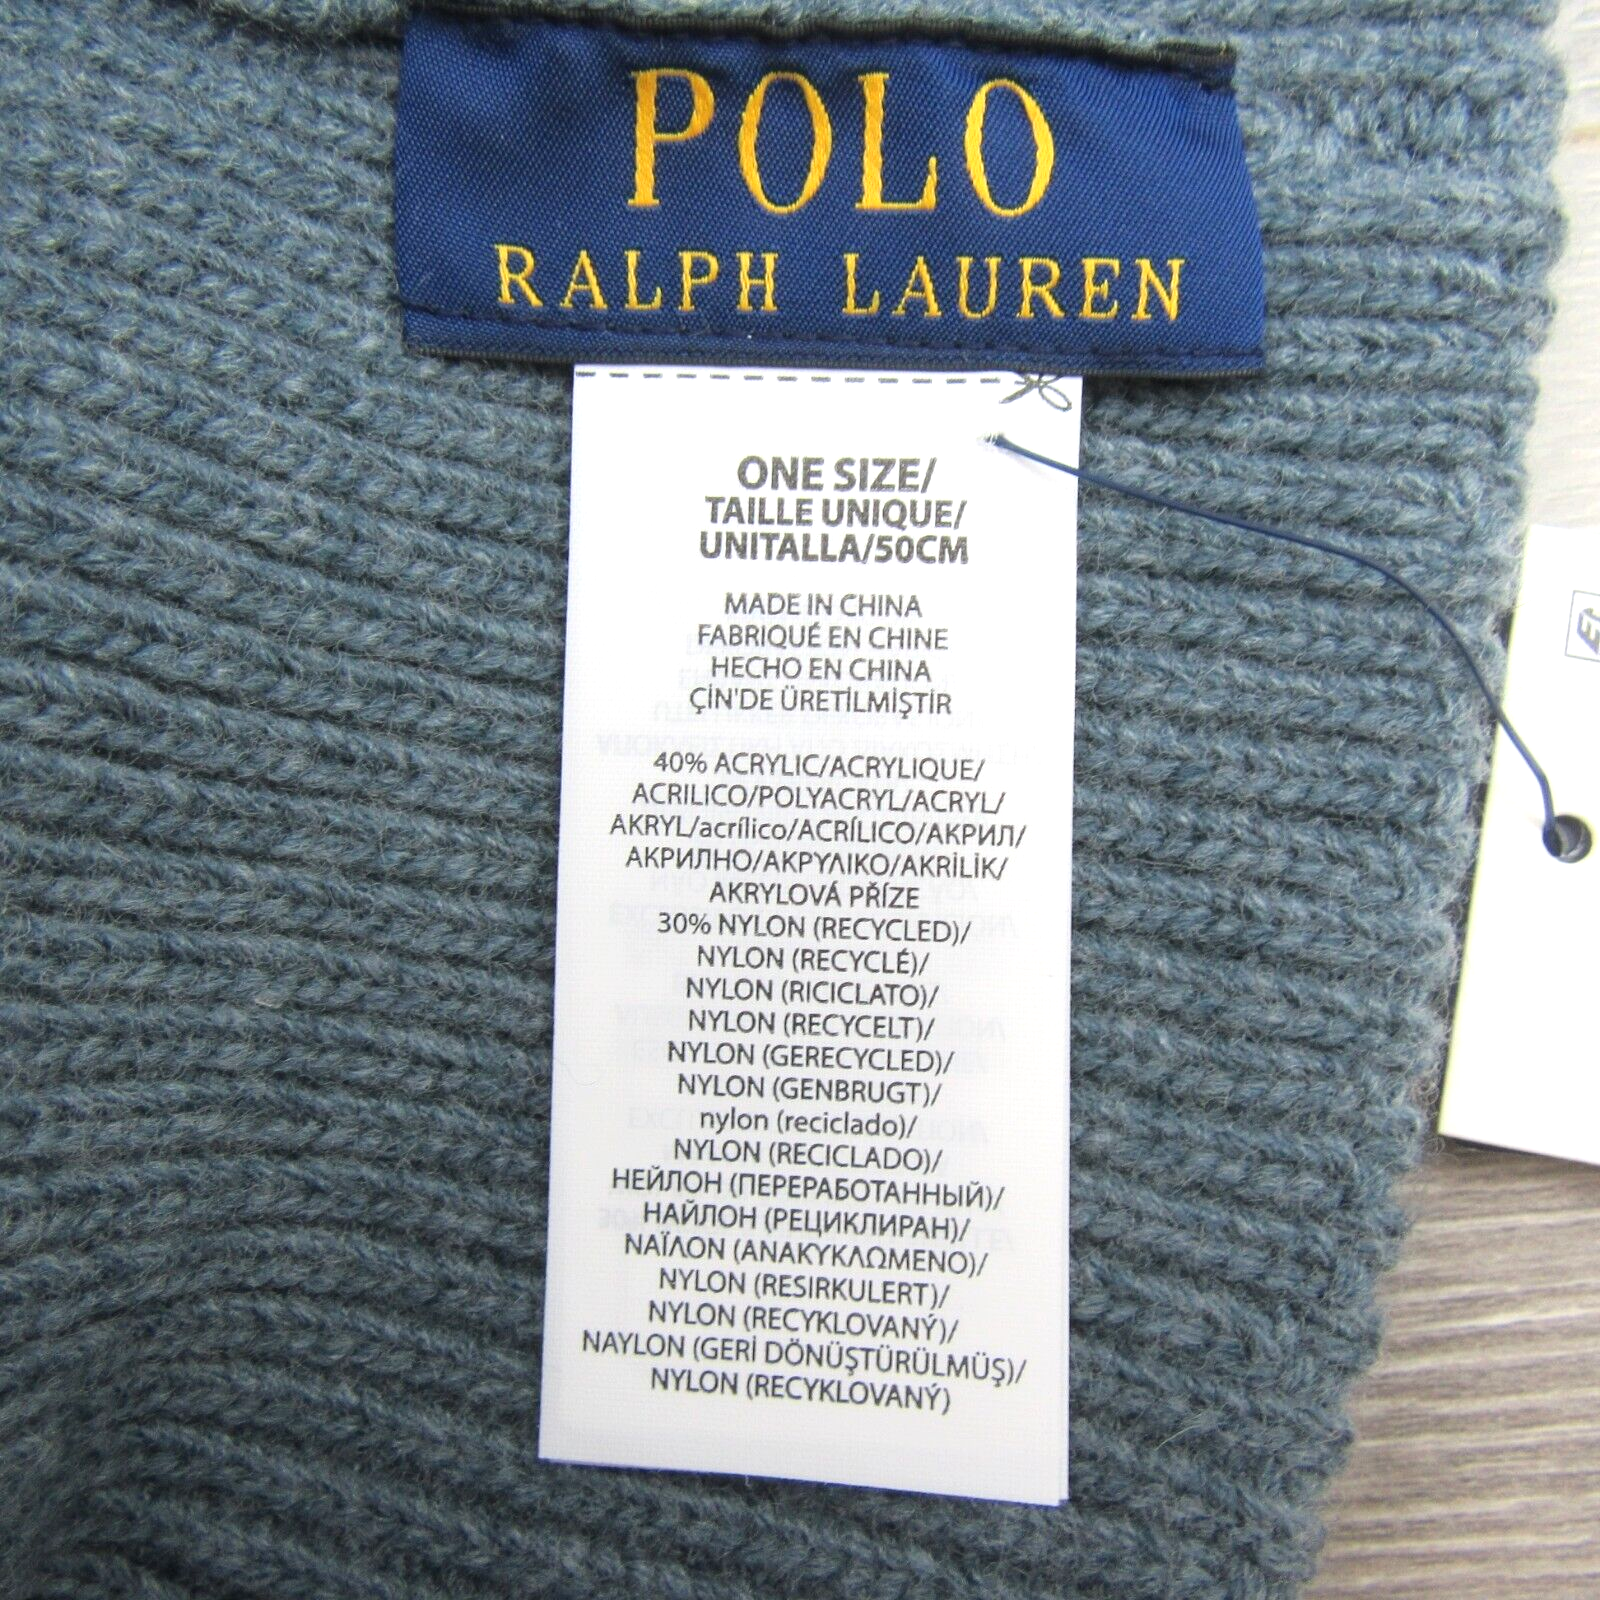 POLO
RALPH LAUREN
ONE SIZE/
TAILLE UNIQUE/
UNITALLA/50CM
MADE IN CHINA
FABRIQUÉ EN CHINE
HECHO EN CHINA
ÇİN'DE ÜRETİLMİŞTİR
40% ACRYLIC/ACRYLIQUE/
ACRILICO/POLYACRYL/ACRYL/
AKRYL/acrílico/ACRÍLICO/АКРИЛ/
АКРИЛНО/ΑΚΡΥΛΙΚΟ/AKRİLİK/
AKRYLOVÁ PŘÍZE
30% NYLON (RECYCLED)/
NYLON (RECYCLÉ)/
NYLON (RICICLATO)/
NYLON (RECYCELT)/
NYLON (GERECYCLED)/
NYLON (GENBRUGT)/
nylon (reciclado)/
NYLON (RECICLADO)/
НЕЙЛОН (ПЕРЕРАБОТАННЫЙ)/
НАЙЛОН (РЕЦИКЛИРАН)/
ΝΑΪΛΟΝ (ΑΝΑΚΥΚΛΩΜΕΝΟ)/
NYLON (RESIRKULERT)/
NYLON (RECYKLOVANÝ)/
NAYLON (GERİ DÖNÜŞTÜRÜLMÜŞ)/
NYLON (RECYKLOVANÝ)